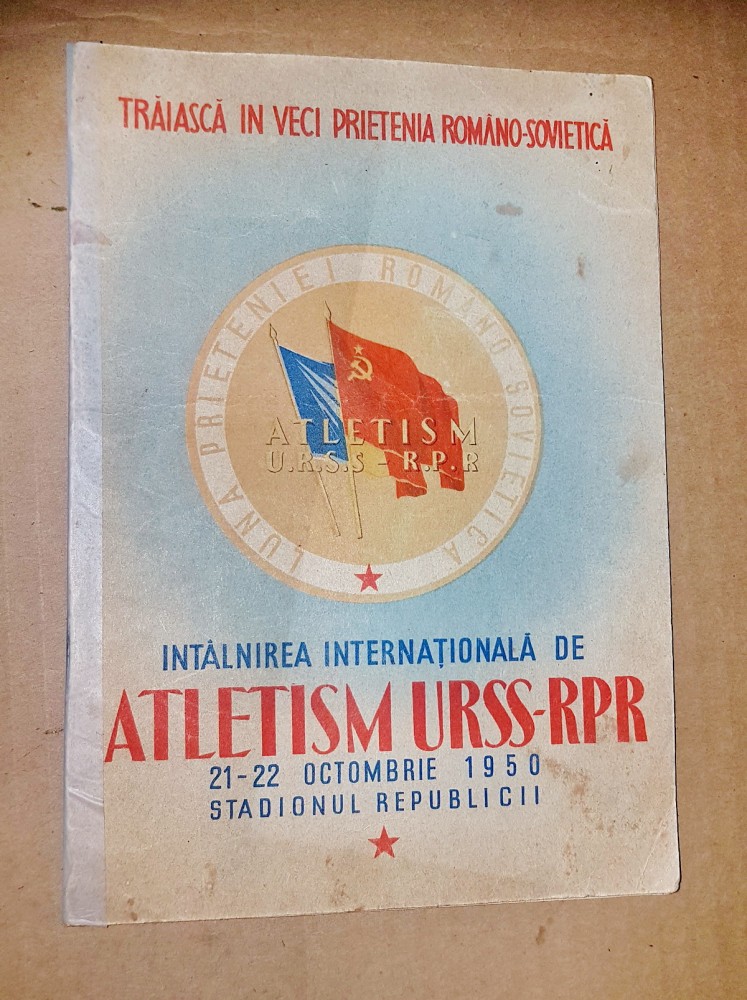 TRĂIASCĂ IN VECI PRIETENIA ROMÂNO-SOVIETICĂ
LUNA PRIETENIEI ROMÂNO-SOVIETICĂ
ATLETISM
U.R.S.S - R.P.R
INTÂLNIREA INTERNAȚIONALĂ DE
ATLETISM URSS-RPR
21-22 OCTOMBRIE 1950
STADIONUL REPUBLICII